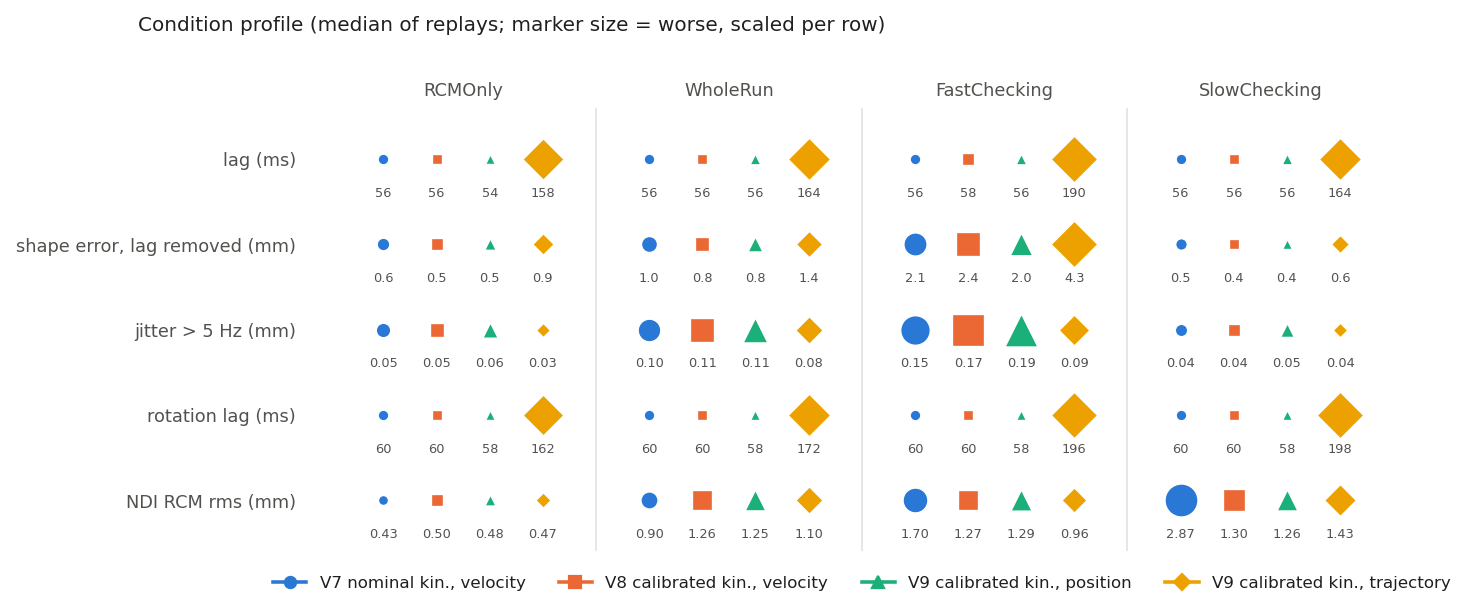 Condition profile (median of replays; marker size = worse, scaled per row)
RCMOnly WholeRun FastChecking SlowChecking
lag (ms)
56 56 54 158 56 56 56 164 56 58 56 190 56 56 56 164
shape error, lag removed (mm)
0.6 0.5 0.5 0.9 1.0 0.8 0.8 1.4 2.1 2.4 2.0 4.3 0.5 0.4 0.4 0.6
jitter > 5 Hz (mm)
0.05 0.05 0.06 0.03 0.10 0.11 0.11 0.08 0.15 0.17 0.19 0.09 0.04 0.04 0.05 0.04
rotation lag (ms)
60 60 58 162 60 60 58 172 60 60 58 196 60 60 58 198
NDI RCM rms (mm)
0.43 0.50 0.48 0.47 0.90 1.26 1.25 1.10 1.70 1.27 1.29 0.96 2.87 1.30 1.26 1.43
V7 nominal kin., velocity V8 calibrated kin., velocity V9 calibrated kin., position V9 calibrated kin., trajectory